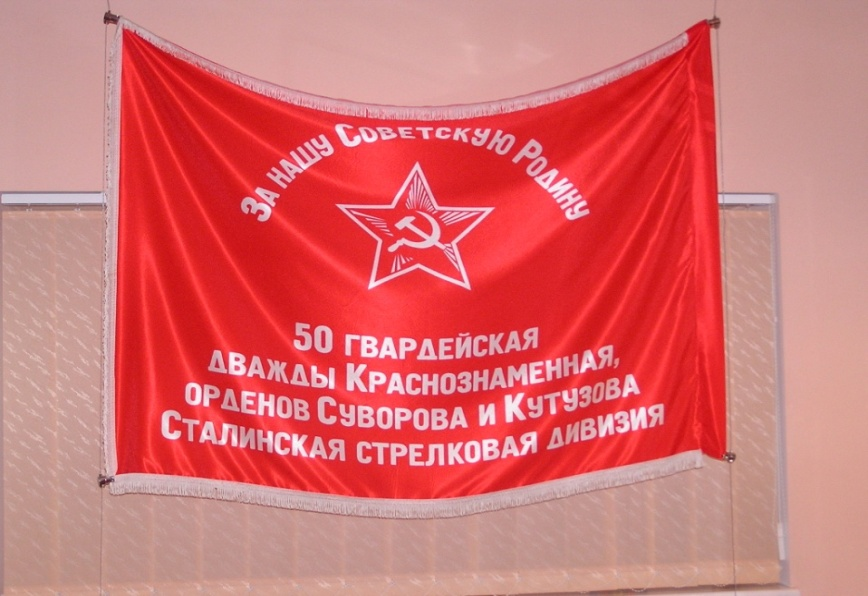 За нашу Советскую Родину
50 гвардейская
дважды Краснознаменная,
орденов Суворова и Кутузова
Сталинская стрелковая дивизия